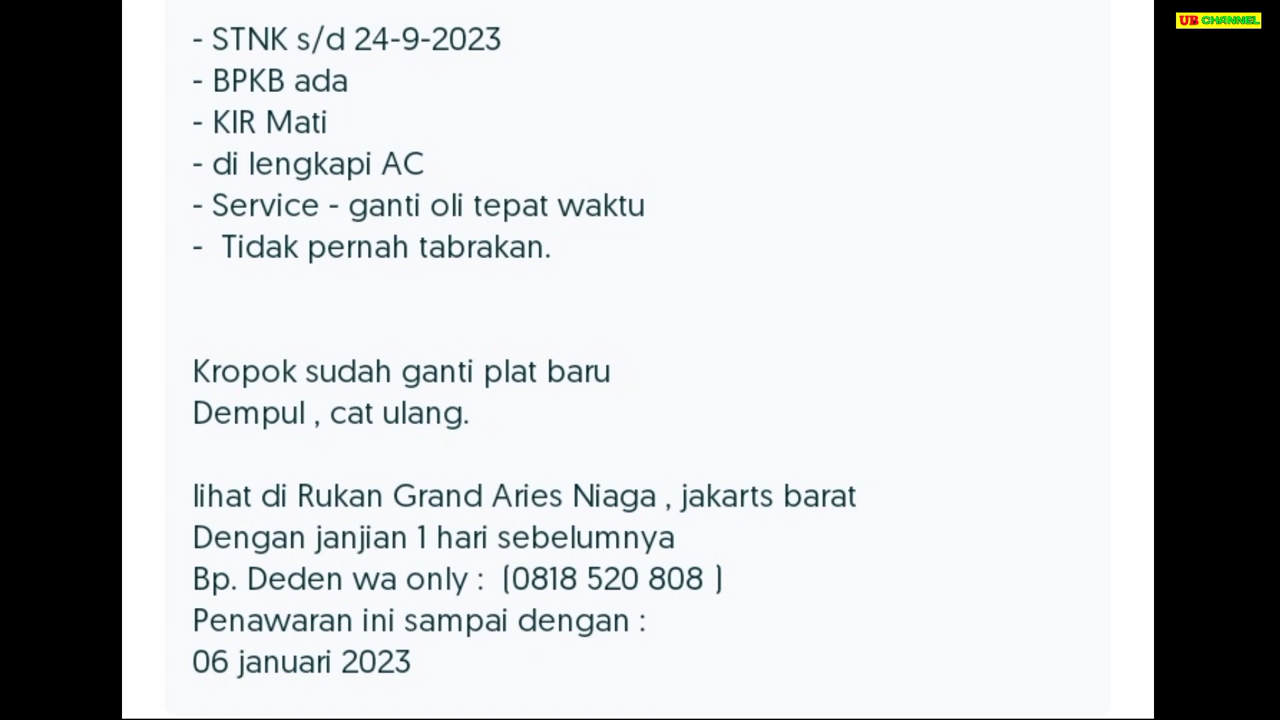 UB CHANNEL
- STNK s/d 24-9-2023
- BPKB ada
- KIR Mati
- di lengkapi AC
- Service - ganti oli tepat waktu
-  Tidak pernah tabrakan.
Kropok sudah ganti plat baru
Dempul , cat ulang.
lihat di Rukan Grand Aries Niaga , jakarts barat
Dengan janjian 1 hari sebelumnya
Bp. Deden wa only :  (0818 520 808 )
Penawaran ini sampai dengan :
06 januari 2023